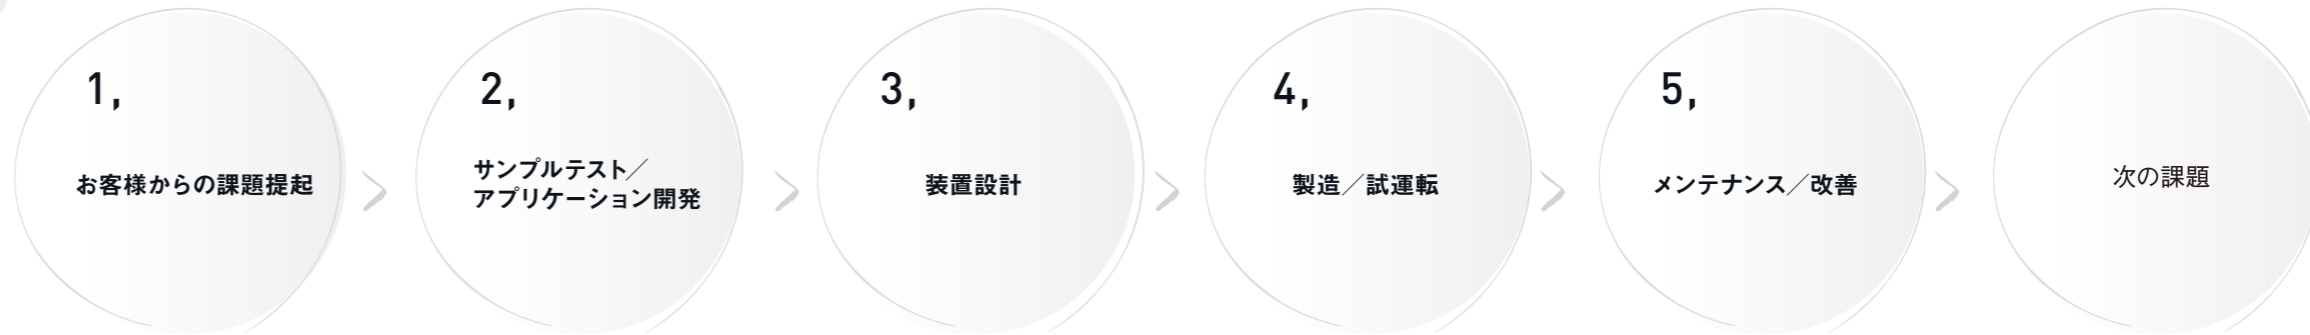 1,
お客様からの課題提起
2,
サンプルテスト／
アプリケーション開発
3,
装置設計
4,
製造／試運転
5,
メンテナンス／改善
次の課題